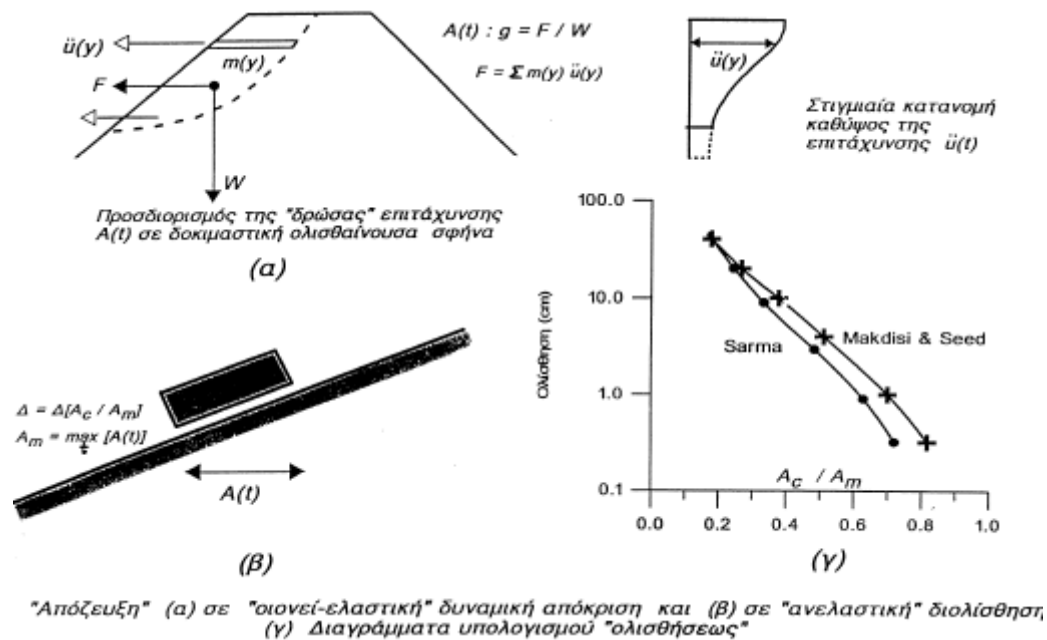 ü(y)
m(y)
F
W
A(t) : g = F / W
F = Σ m(y) ü(y)
Προσδιορισμός της "δρώσας" επιτάχυνσης
A(t) σε δοκιμαστική ολισθαίνουσα σφήνα
(α)
ü(y)
Στιγμιαία κατανομή
καθύψος της
επιτάχυνσης ü(t)
Δ = Δ[A_c / A_m]
A_m = max [A(t)]
t
A(t)
(β)
Ολίσθηση (cm)
100.0
10.0
1.0
0.1
Sarma
Makdisi & Seed
A_c / A_m
0.0 0.2 0.4 0.6 0.8 1.0
(γ)
"Απόζευξη" (α) σε "οιονεί-ελαστική" δυναμική απόκριση και (β) σε "ανελαστική" διολίσθηση
(γ) Διαγράμματα υπολογισμού "ολισθήσεως"